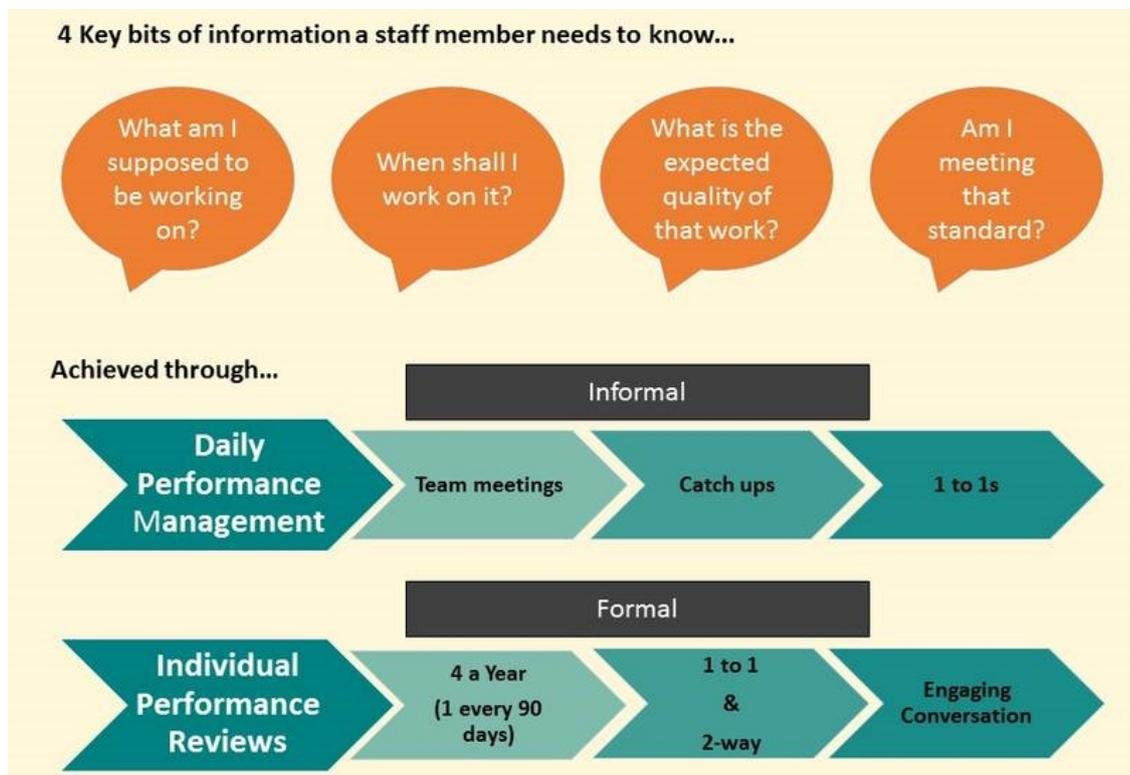 4 Key bits of information a staff member needs to know...
What am I
supposed to
be working
on?
When shall I
work on it?
What is the
expected
quality of
that work?
Am I
meeting
that
standard?
Achieved through...
Informal
Daily
Performance
Management
Team meetings
Catch ups
1 to 1s
Formal
Individual
Performance
Reviews
4 a Year
(1 every 90
days)
1 to 1
&
2-way
Engaging
Conversation